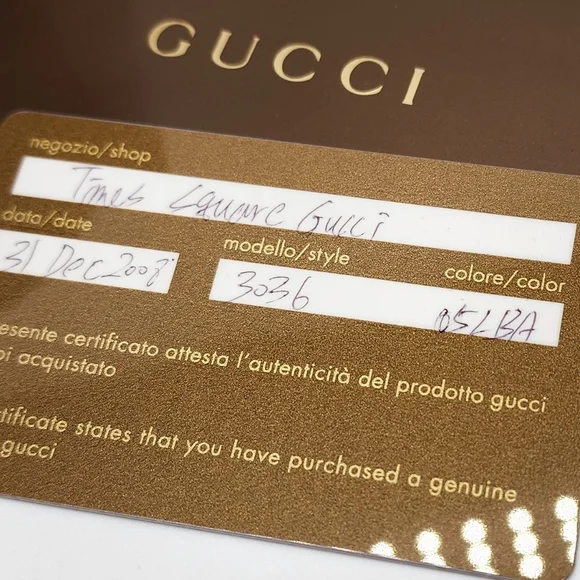 GUCCI
negozio/shop
Times Square Gucci
data/date
31 Dec 2008
modello/style colore/color
3036 05LBA
esente certificato attesta l'autenticità del prodotto gucci
oi acquistato
tificate states that you have purchased a genuine
gucci